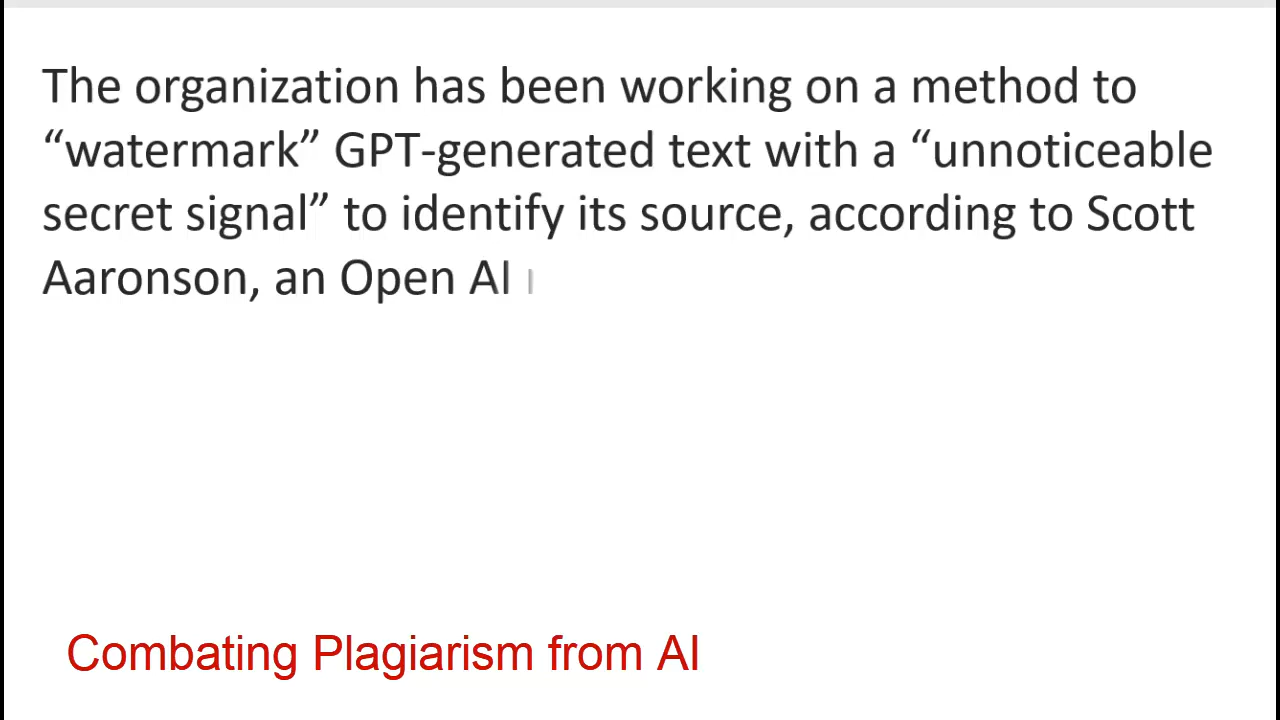 The organization has been working on a method to
“watermark” GPT-generated text with a “unnoticeable
secret signal” to identify its source, according to Scott
Aaronson, an Open AI
Combating Plagiarism from AI